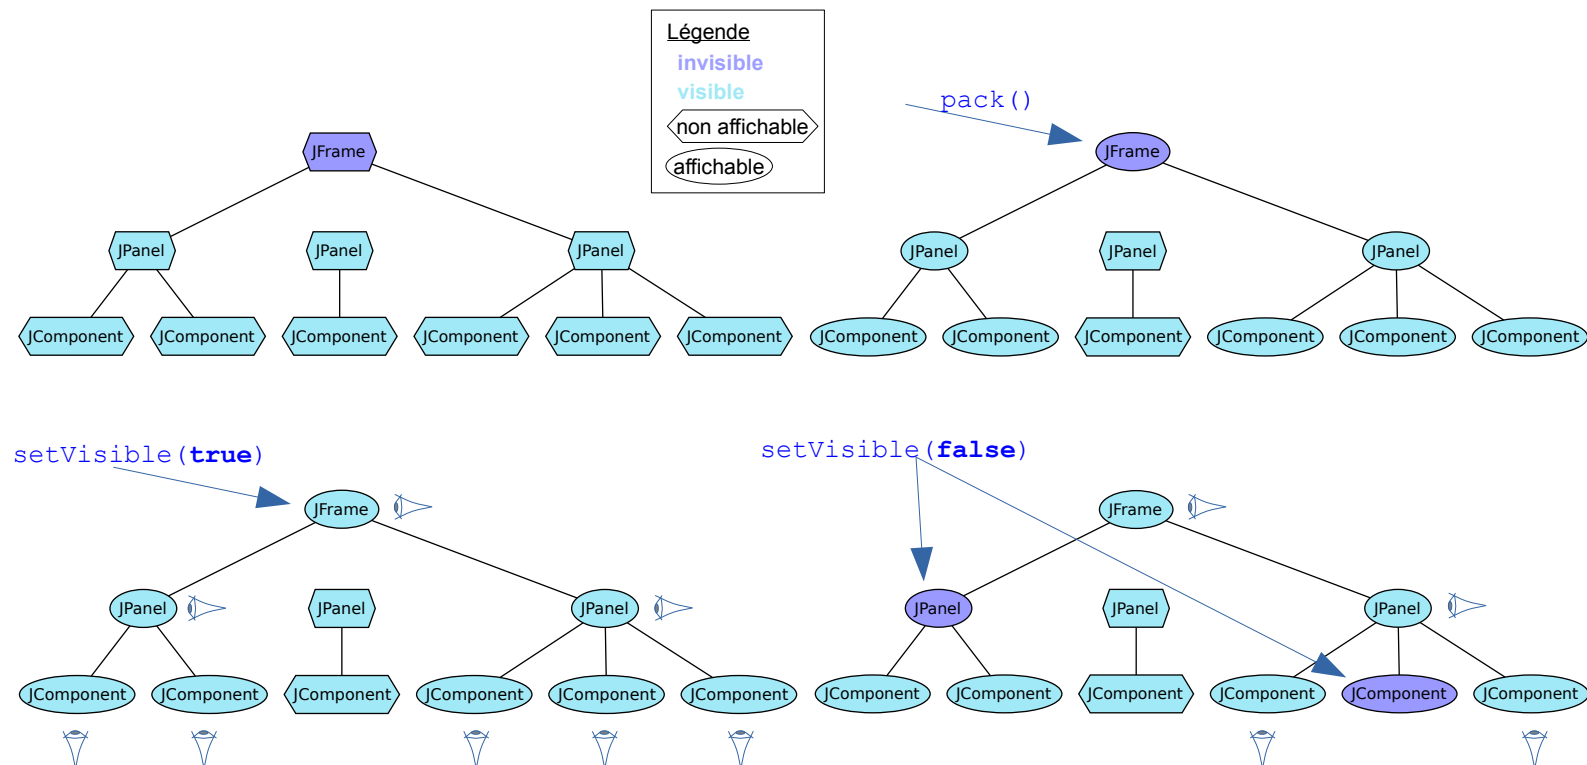 Légende
invisible
visible
non affichable
affichable
JFrame
JPanel JPanel JPanel
JComponent JComponent JComponent JComponent JComponent JComponent
pack()
JFrame
JPanel JPanel JPanel
JComponent JComponent JComponent JComponent JComponent JComponent
setVisible(true)
JFrame
JPanel JPanel JPanel
JComponent JComponent JComponent JComponent JComponent JComponent
setVisible(false)
JFrame
JPanel JPanel JPanel
JComponent JComponent JComponent JComponent JComponent JComponent